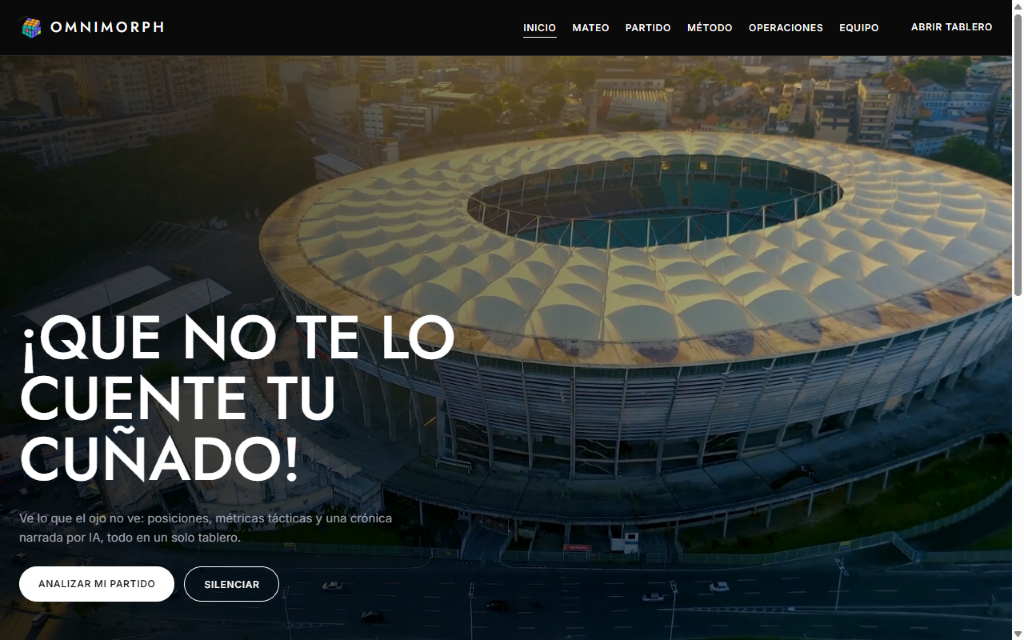 OMNIMORPH
INICIO MATEO PARTIDO MÉTODO OPERACIONES EQUIPO ABRIR TABLERO
¡QUE NO TE LO
CUENTE TU
CUÑADO!
Ve lo que el ojo no ve: posiciones, métricas tácticas y una crónica
narrada por IA, todo en un solo tablero.
ANALIZAR MI PARTIDO SILENCIAR